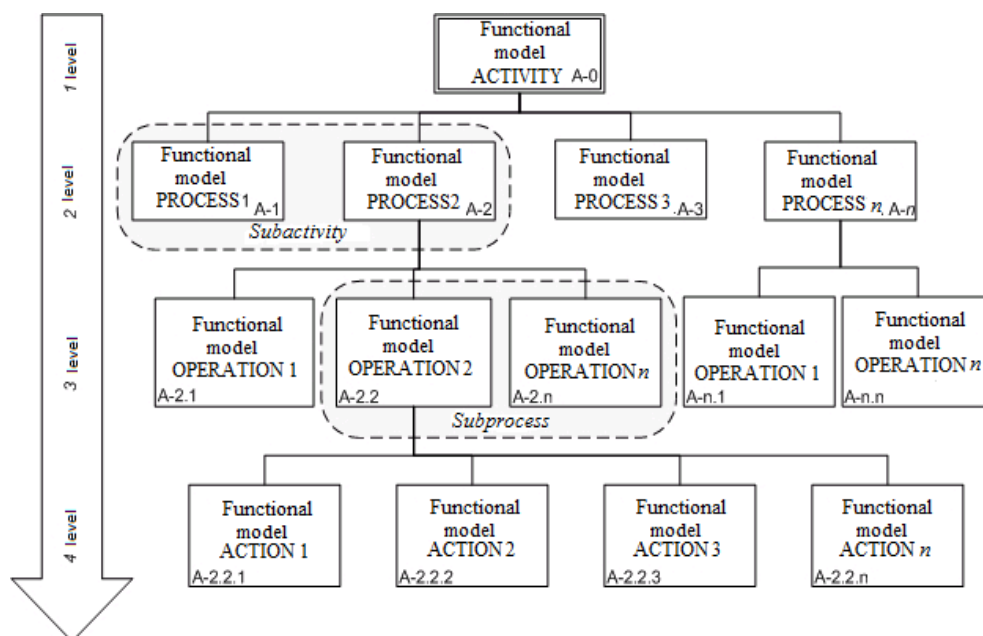 1 level
Functional
model
ACTIVITY A-0
2 level
Functional
model
PROCESS 1
A-1
Functional
model
PROCESS2
A-2
Functional
model
PROCESS 3
.A-3
Functional
model
PROCESS n.
A-n
Subactivity
3 level
Functional
model
OPERATION 1
A-2.1
Functional
model
OPERATION 2
A-2.2
Functional
model
OPERATION n
A-2.n
Functional
model
OPERATION 1
A-n.1
Functional
model
OPERATION n
A-n.n
Subprocess
4 level
Functional
model
ACTION 1
A-2.2.1
Functional
model
ACTION 2
A-2.2.2
Functional
model
ACTION 3
A-2.2.3
Functional
model
ACTION n
A-2.2.n